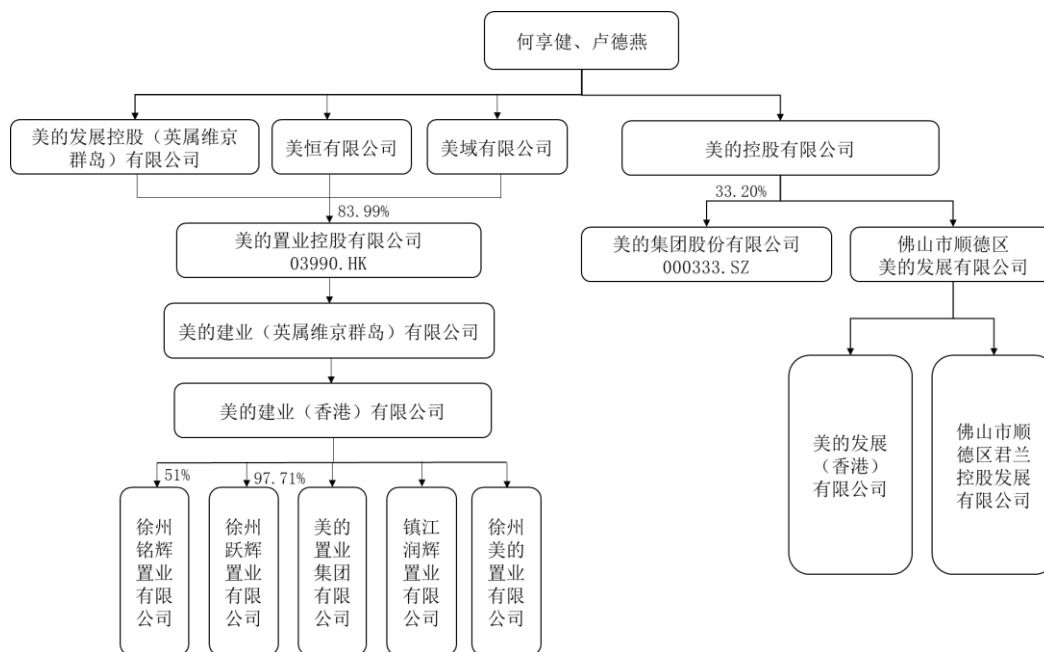 何享健、卢德燕
美的发展控股（英属维京
群岛）有限公司
美恒有限公司
美域有限公司
美的控股有限公司
83.99%
33.20%
美的置业控股有限公司
03990.HK
美的集团股份有限公司
000333.SZ
佛山市顺德区
美的发展有限公司
美的建业（英属维京群岛）有限公司
美的建业（香港）有限公司
美的发展
（香港）
有限公司
佛山市顺
德区君兰
控股发展
有限公司
51%
97.71%
徐州
铭辉
置业
有限
公司
徐州
跃辉
置业
有限
公司
美的
置业
集团
有限
公司
镇江
润辉
置业
有限
公司
徐州
美的
置业
有限
公司